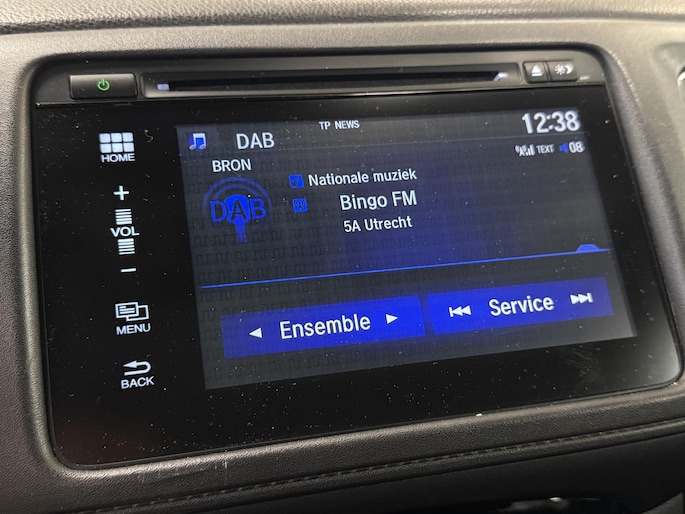 TP NEWS
12:38
DAB
TEXT 08
HOME
BRON
Nationale muziek
DAB
Bingo FM
5A Utrecht
+
VOL
−
Ensemble
Service
MENU
BACK